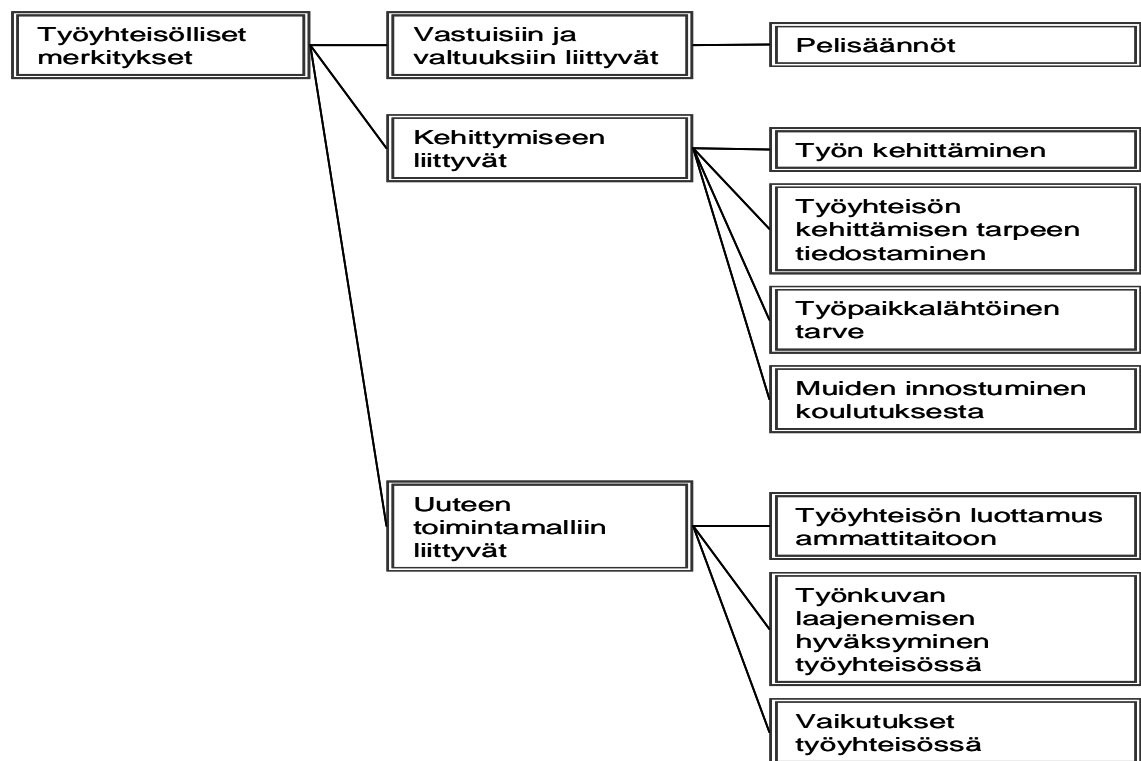 Työyhteisölliset
merkitykset
Vastuisiin ja
valtuuksiin liittyvät
Pelisäännöt
Kehittymiseen
liittyvät
Työn kehittäminen
Työyhteisön
kehittämisen tarpeen
tiedostaminen
Työpaikkalähtöinen
tarve
Muiden innostuminen
koulutuksesta
Uuteen
toimintamalliin
liittyvät
Työyhteisön luottamus
ammattitaitoon
Työnkuvan
laajenemisen
hyväksyminen
työyhteisössä
Vaikutukset
työyhteisössä